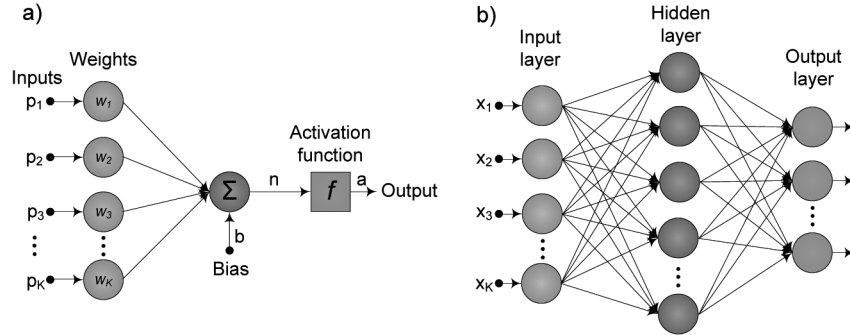 a)
Weights
Inputs
p1
w1
p2
w2
p3
w3
pK
wK
Σ
b
Bias
n
Activation
function
f
a
Output
b)
Input
layer
Hidden
layer
Output
layer
x1
x2
x3
xK